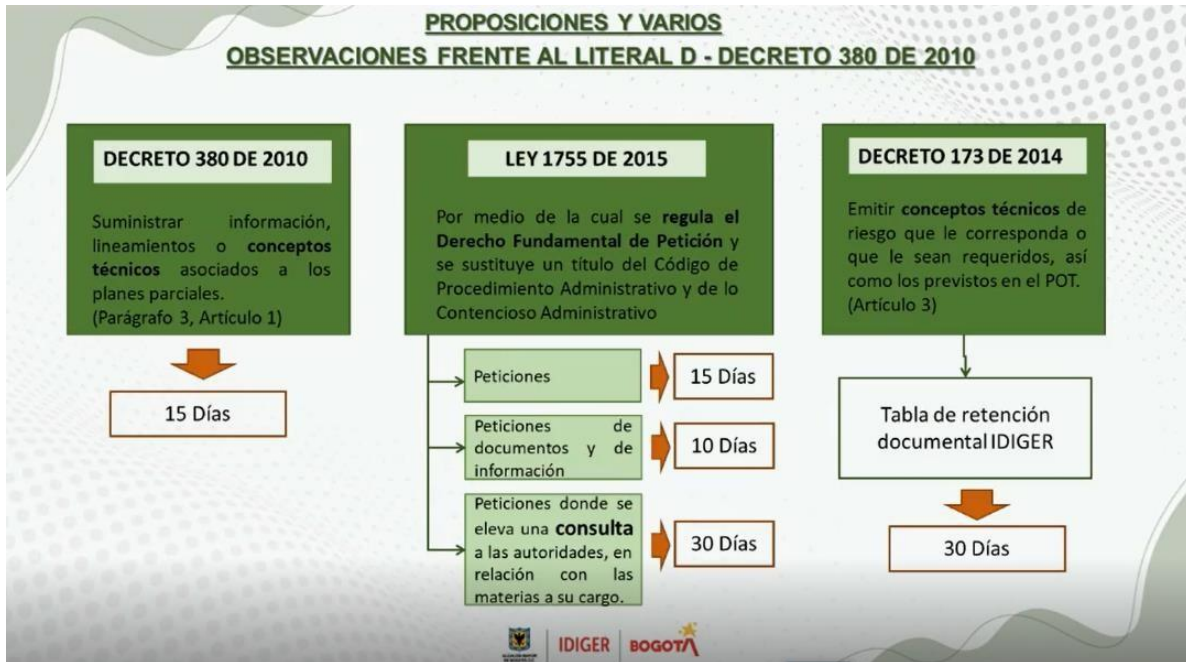 PROPOSICIONES Y VARIOS
OBSERVACIONES FRENTE AL LITERAL D - DECRETO 380 DE 2010
DECRETO 380 DE 2010
Suministrar información,
lineamientos o conceptos
técnicos asociados a los
planes parciales.
(Parágrafo 3, Artículo 1)
15 Días
LEY 1755 DE 2015
Por medio de la cual se regula el
Derecho Fundamental de Petición y
se sustituye un título del Código de
Procedimiento Administrativo y de lo
Contencioso Administrativo
Peticiones
15 Días
Peticiones de
documentos y de
información
10 Días
Peticiones donde se
eleva una consulta
a las autoridades, en
relación con las
materias a su cargo.
30 Días
DECRETO 173 DE 2014
Emitir conceptos técnicos de
riesgo que le corresponda o
que le sean requeridos, así
como los previstos en el POT.
(Artículo 3)
Tabla de retención
documental IDIGER
30 Días
IDIGER
BOGOTÁ